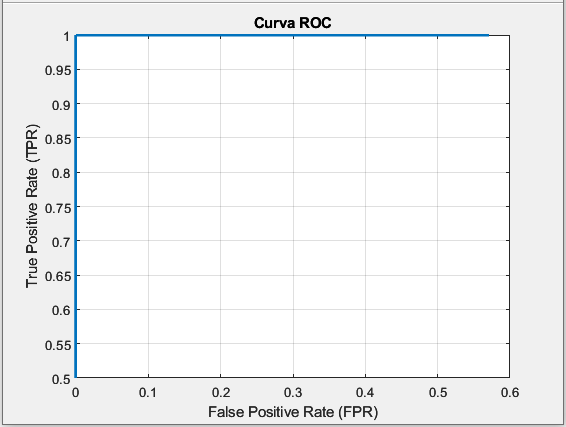 Curva ROC
1
0.95
0.9
0.85
0.8
0.75
0.7
0.65
0.6
0.55
0.5
True Positive Rate (TPR)
0 0.1 0.2 0.3 0.4 0.5 0.6
False Positive Rate (FPR)